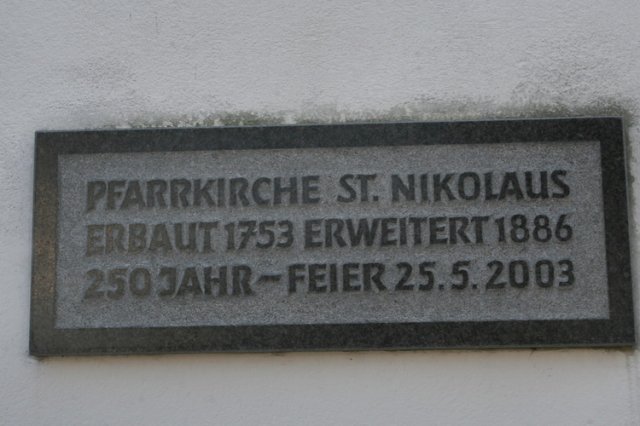 PFARRKIRCHE ST. NIKOLAUS
ERBAUT 1753 ERWEITERT 1886
250 JAHR-FEIER 25.5.2003